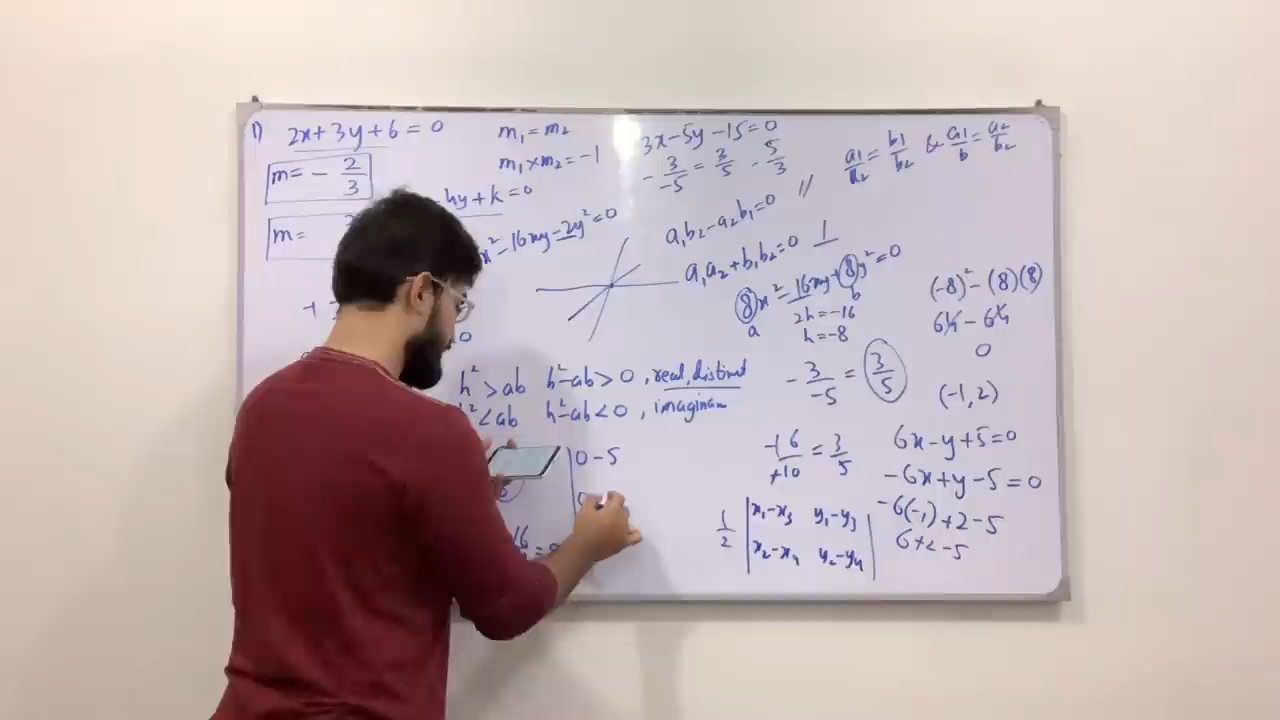 1) 2x+3y+6=0
m=-2/3
m=
hy+k=0
x²-16xy-2y²=0
m₁=m₂
m₁×m₂=-1
3x-5y-15=0
-3/-5=3/5 -5/3
a₁/a₂=b₁/b₂ & a₁/b=a₂/b₂
a₁b₂-a₂b₁=0 //
a₁a₂+b₁b₂=0 ⊥
8x²-16xy+8y²=0
a b
2h=-16
h=-8
(-8)²-(8)(8)
64-64
0
h²>ab h²-ab>0, real, distinct
²<ab h²-ab<0, imaginary
-3/-5=3/5
(-1,2)
-16/+10=3/5
6x-y+5=0
-6x+y-5=0
-6(-1)+2-5
6+2-5
0-5
0
16
=8
1/2 | x₁-x₃ y₁-y₃ |
| x₂-x₄ y₂-y₄ |